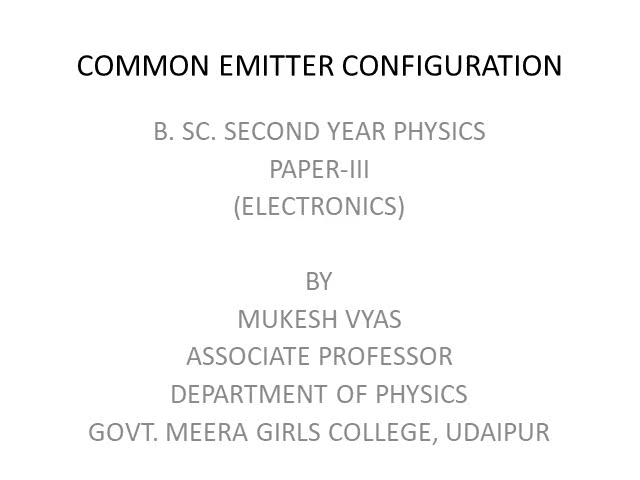 COMMON EMITTER CONFIGURATION
B. SC. SECOND YEAR PHYSICS
PAPER-III
(ELECTRONICS)
BY
MUKESH VYAS
ASSOCIATE PROFESSOR
DEPARTMENT OF PHYSICS
GOVT. MEERA GIRLS COLLEGE, UDAIPUR